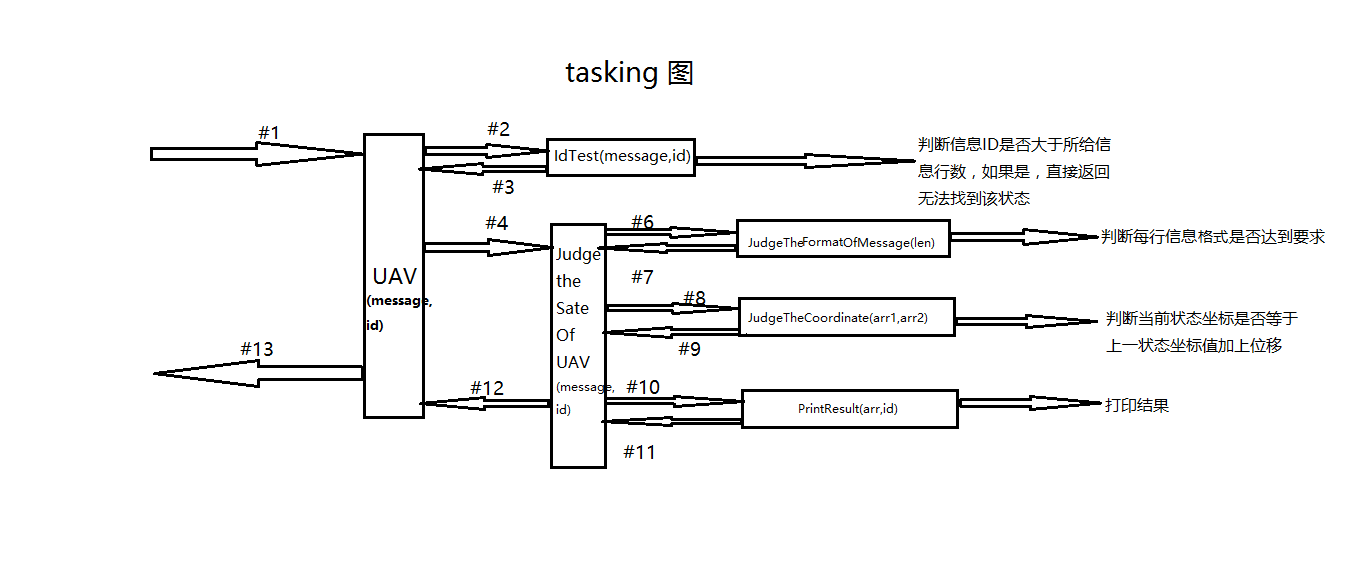 tasking 图
#1
#2
IdTest(message,id)
#3
判断信息ID是否大于所给信
息行数，如果是，直接返回
无法找到该状态
#4
#6
JudgeTheFormatOfMessage(len)
判断每行信息格式是否达到要求
#7
UAV
(message,
id)
Judge
the
Sate
Of
UAV
(message,
id)
#8
JudgeTheCoordinate(arr1,arr2)
判断当前状态坐标是否等于
上一状态坐标值加上位移
#9
#13
#12
#10
PrintResult(arr,id)
打印结果
#11